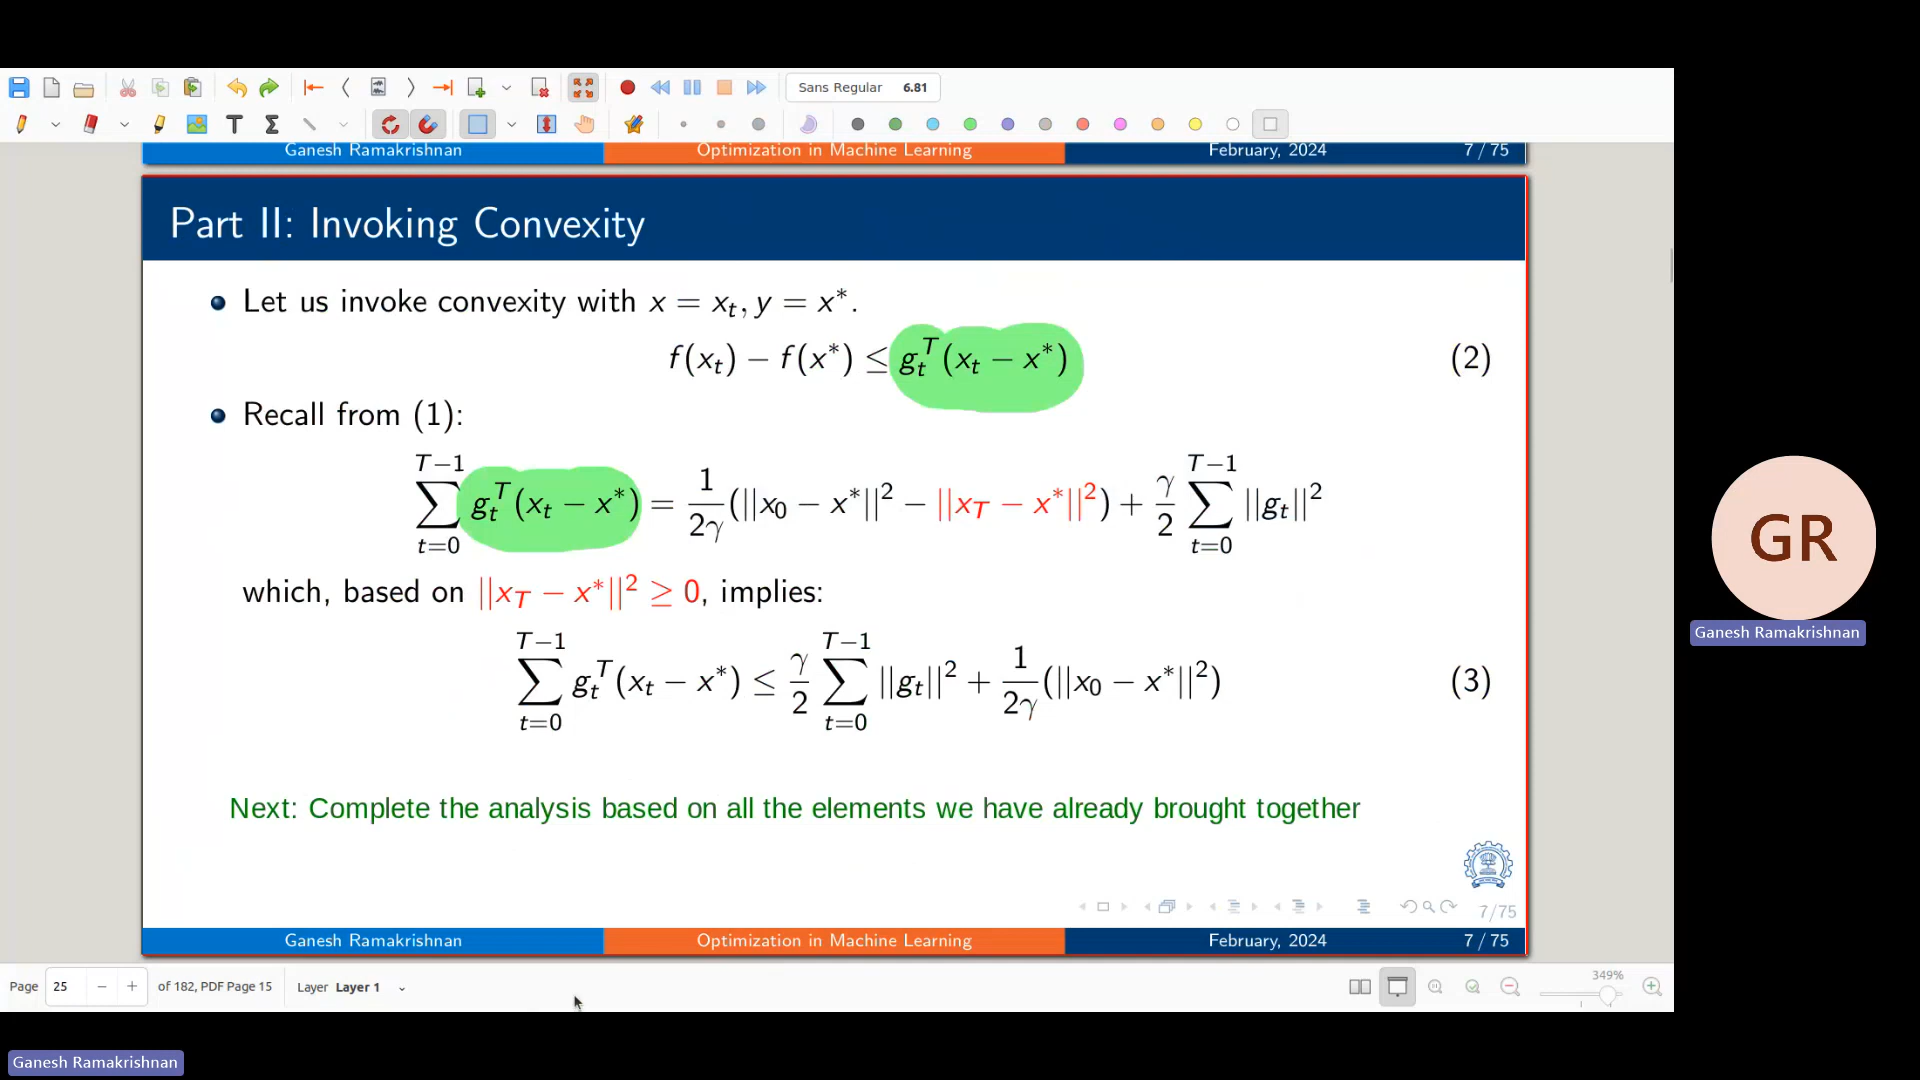 Sans Regular 6.81
Ganesh Ramakrishnan Optimization in Machine Learning February, 2024 7 / 75
Part II: Invoking Convexity
Let us invoke convexity with x = x_t, y = x*.
f(x_t) − f(x*) ≤ g_t^T(x_t − x*) (2)
Recall from (1):
∑_{t=0}^{T−1} g_t^T(x_t − x*) = 1/2γ (||x_0 − x*||² − ||x_T − x*||²) + γ/2 ∑_{t=0}^{T−1} ||g_t||²
which, based on ||x_T − x*||² ≥ 0, implies:
∑_{t=0}^{T−1} g_t^T(x_t − x*) ≤ γ/2 ∑_{t=0}^{T−1} ||g_t||² + 1/2γ (||x_0 − x*||²) (3)
Next: Complete the analysis based on all the elements we have already brought together
7/75
Ganesh Ramakrishnan Optimization in Machine Learning February, 2024 7 / 75
Page 25 − + of 182, PDF Page 15 Layer Layer 1 349%
GR
Ganesh Ramakrishnan
Ganesh Ramakrishnan